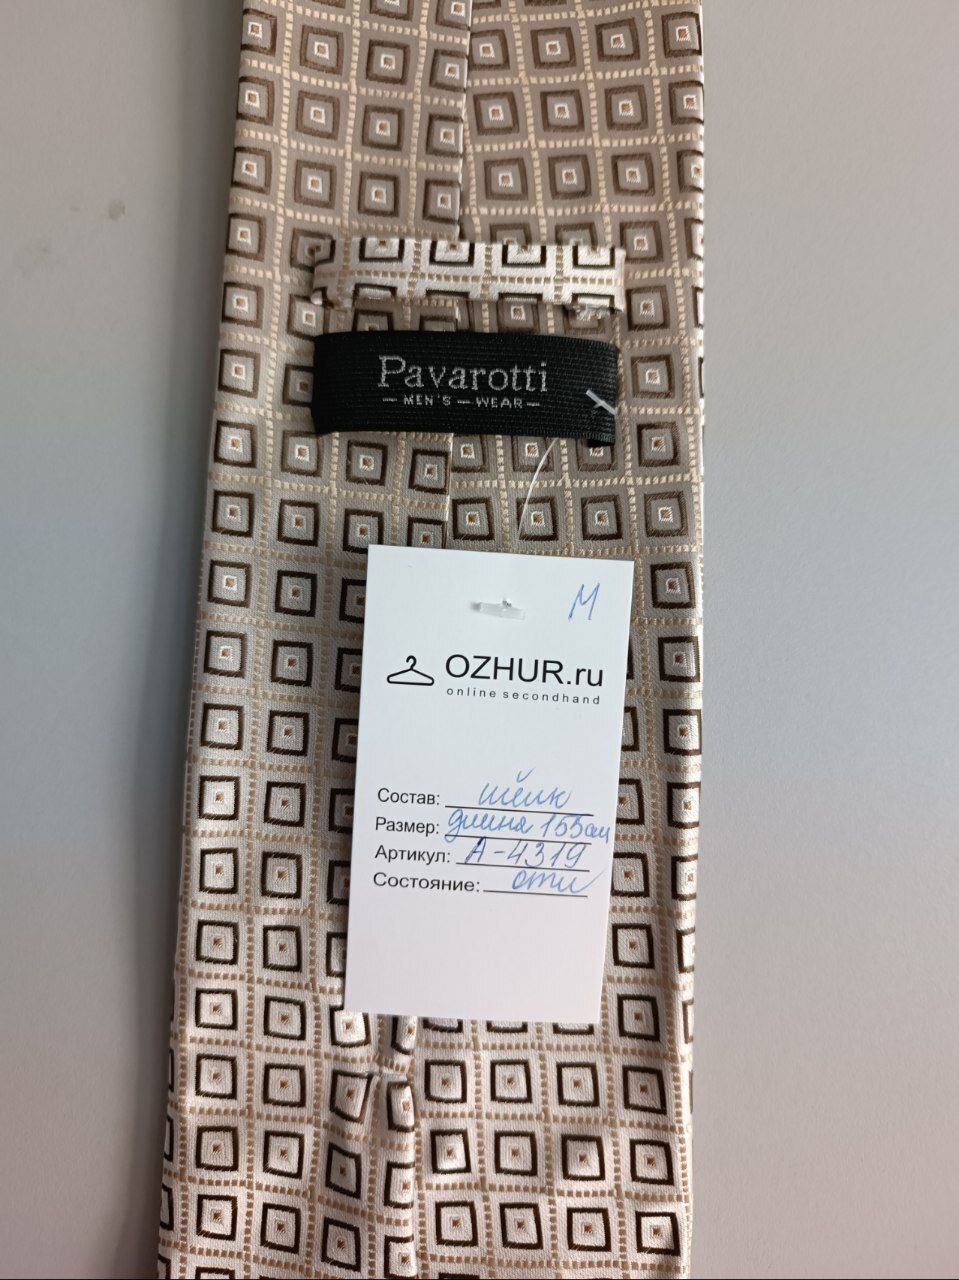 Pavarotti
— MEN'S — WEAR —
М
OZHUR.ru
online secondhand
Состав: шёлк
Размер: длина 155см
Артикул: А-4319
Состояние: отл